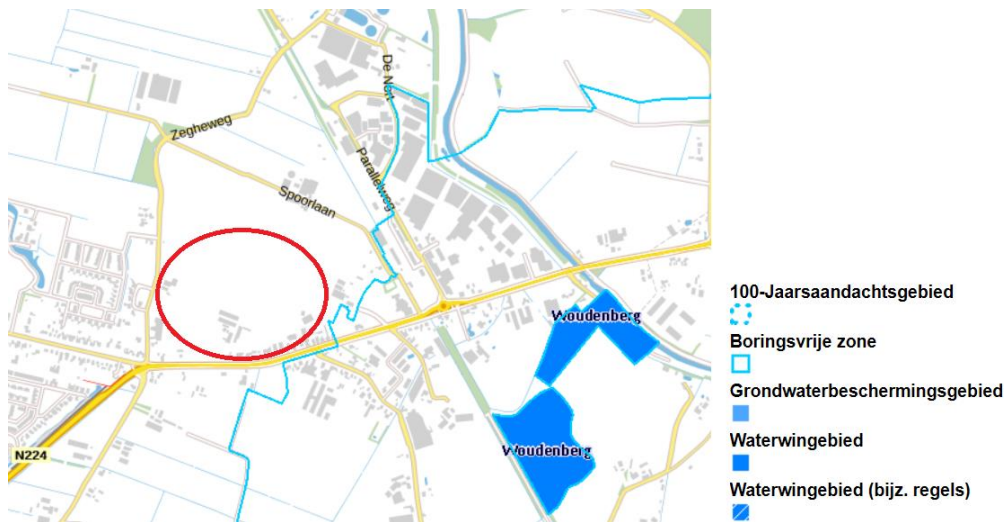 De Nort
Zegheweg
Parallelweg
Spoorlaan
Woudenberg
Woudenberg
N224
100-Jaarsaandachtsgebied
Boringsvrije zone
Grondwaterbeschermingsgebied
Waterwingebied
Waterwingebied (bijz. regels)